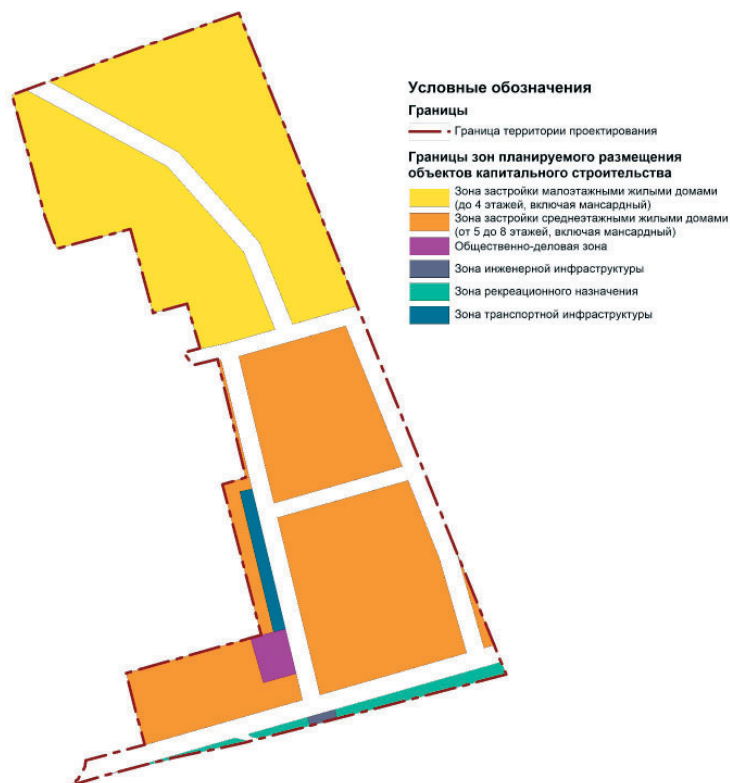 Условные обозначения
Границы
Граница территории проектирования
Границы зон планируемого размещения
объектов капитального строительства
Зона застройки малоэтажными жилыми домами
(до 4 этажей, включая мансардный)
Зона застройки среднеэтажными жилыми домами
(от 5 до 8 этажей, включая мансардный)
Общественно-деловая зона
Зона инженерной инфраструктуры
Зона рекреационного назначения
Зона транспортной инфраструктуры